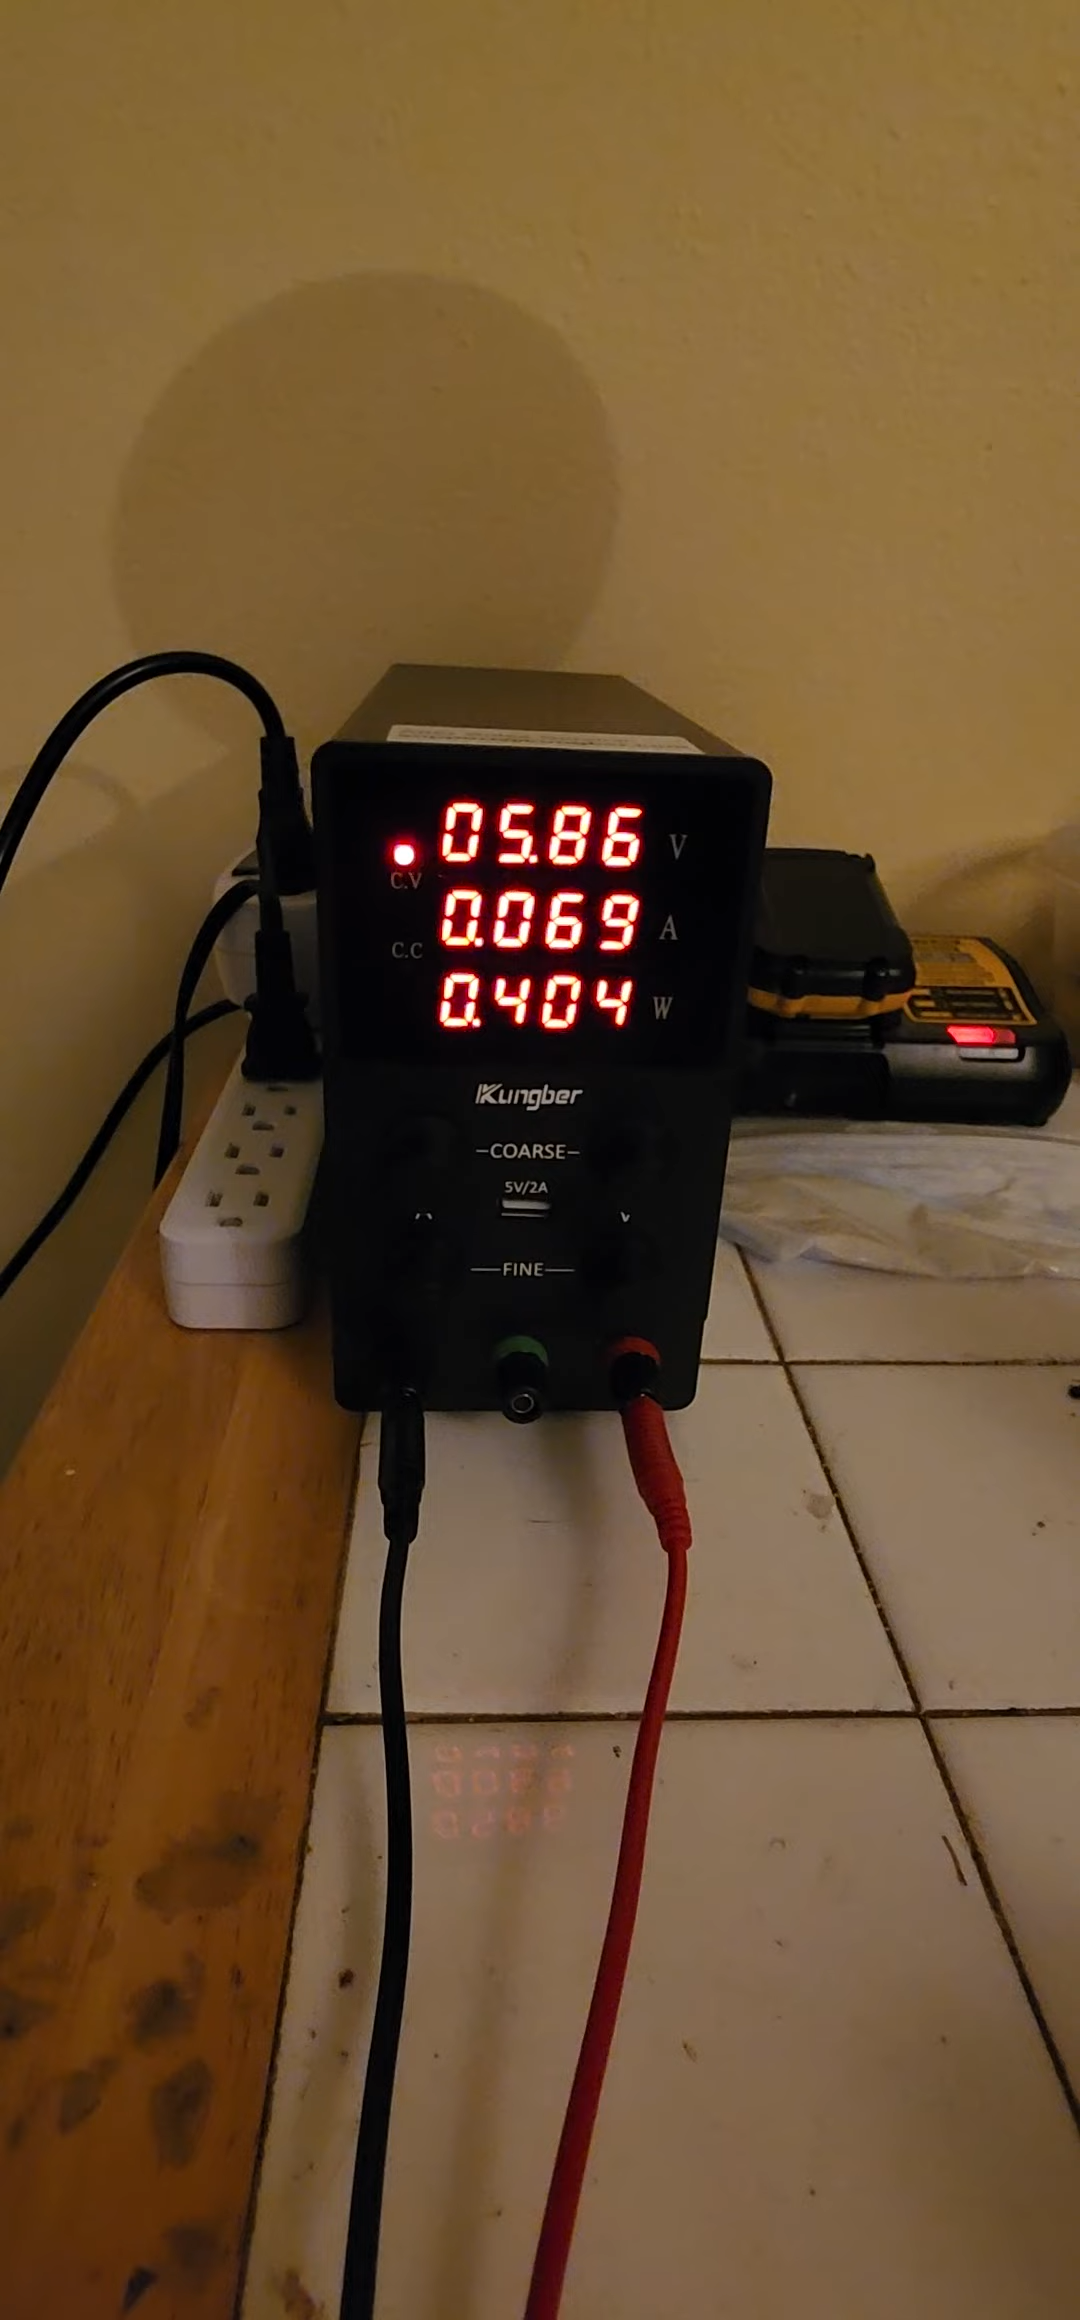 05.86 V
C.V
0.069 A
C.C
0.404 W
Kungber
COARSE
5V/2A
A V
FINE